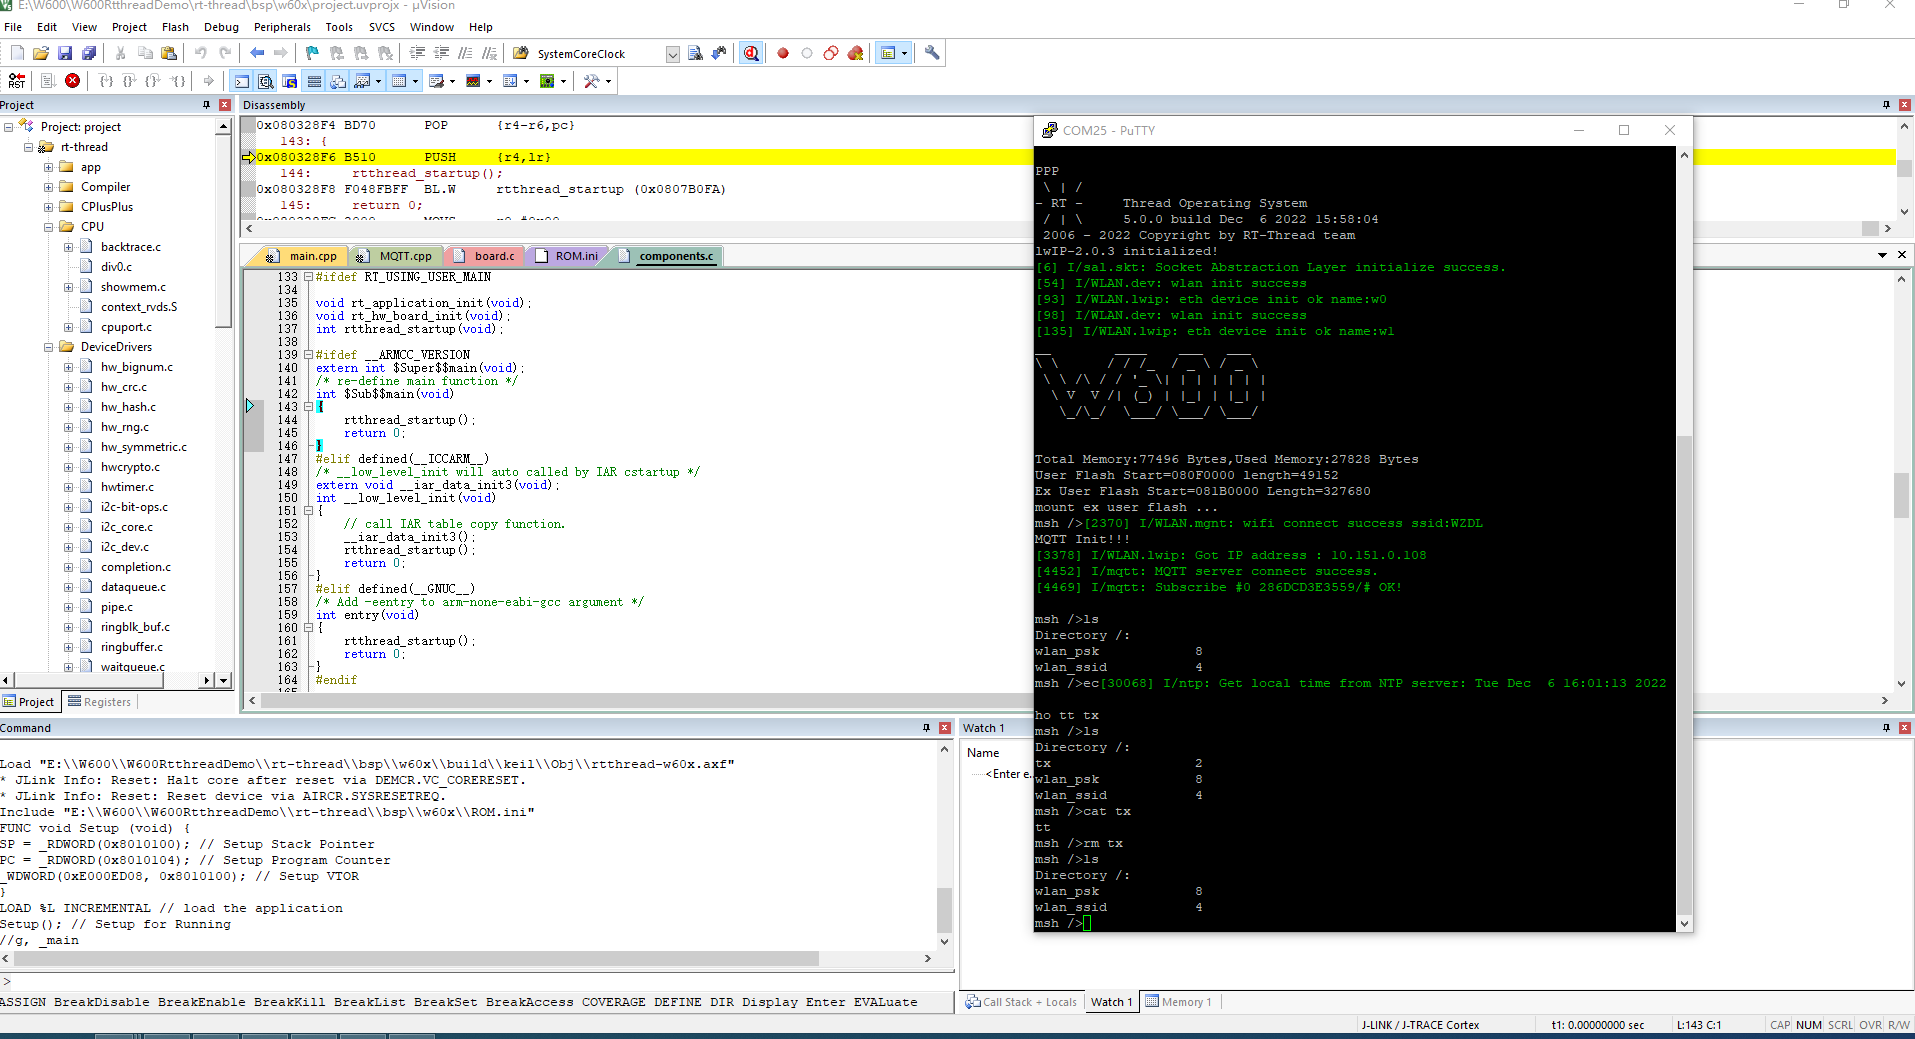 E:\W600\W600RtthreadDemo\rt-thread\bsp\w60x\project.uvprojx - µVision
File Edit View Project Flash Debug Peripherals Tools SVCS Window Help
SystemCoreClock
RST
Project
Project: project
rt-thread
app
Compiler
CPlusPlus
CPU
backtrace.c
div0.c
showmem.c
context_rvds.S
cpuport.c
DeviceDrivers
hw_bignum.c
hw_crc.c
hw_hash.c
hw_rng.c
hw_symmetric.c
hwcrypto.c
hwtimer.c
i2c-bit-ops.c
i2c_core.c
i2c_dev.c
completion.c
dataqueue.c
pipe.c
ringblk_buf.c
ringbuffer.c
waitqueue.c
Project Registers
Disassembly
0x080328F4 BD70 POP {r4-r6,pc}
143: {
0x080328F6 B510 PUSH {r4,lr}
144: rtthread_startup();
0x080328F8 F048FBFF BL.W rtthread_startup (0x0807B0FA)
145: return 0;
main.cpp MQTT.cpp board.c ROM.ini components.c
133 #ifdef RT_USING_USER_MAIN
134
135 void rt_application_init(void);
136 void rt_hw_board_init(void);
137 int rtthread_startup(void);
138
139 #ifdef __ARMCC_VERSION
140 extern int $Super$$main(void);
141 /* re-define main function */
142 int $Sub$$main(void)
143 {
144 rtthread_startup();
145 return 0;
146 }
147 #elif defined(__ICCARM__)
148 /* __low_level_init will auto called by IAR cstartup */
149 extern void __iar_data_init3(void);
150 int __low_level_init(void)
151 {
152 // call IAR table copy function.
153 __iar_data_init3();
154 rtthread_startup();
155 return 0;
156 }
157 #elif defined(__GNUC__)
158 /* Add -eentry to arm-none-eabi-gcc argument */
159 int entry(void)
160 {
161 rtthread_startup();
162 return 0;
163 }
164 #endif
COM25 - PuTTY
PPP
\ | /
- RT - Thread Operating System
/ | \ 5.0.0 build Dec 6 2022 15:58:04
2006 - 2022 Copyright by RT-Thread team
lwIP-2.0.3 initialized!
[6] I/sal.skt: Socket Abstraction Layer initialize success.
[54] I/WLAN.dev: wlan init success
[93] I/WLAN.lwip: eth device init ok name:w0
[98] I/WLAN.dev: wlan init success
[135] I/WLAN.lwip: eth device init ok name:w1
W600
Total Memory:77496 Bytes,Used Memory:27828 Bytes
User Flash Start=080F0000 length=49152
Ex User Flash Start=081B0000 Length=327680
mount ex user flash ...
msh />[2370] I/WLAN.mgnt: wifi connect success ssid:WZDL
MQTT Init!!!
[3378] I/WLAN.lwip: Got IP address : 10.151.0.108
[4452] I/mqtt: MQTT server connect success.
[4469] I/mqtt: Subscribe #0 286DCD3E3559/# OK!
msh />ls
Directory /:
wlan_psk 8
wlan_ssid 4
msh />ec[30068] I/ntp: Get local time from NTP server: Tue Dec 6 16:01:13 2022
ho tt tx
msh />ls
Directory /:
tx 2
wlan_psk 8
wlan_ssid 4
msh />cat tx
tt
msh />rm tx
msh />ls
Directory /:
wlan_psk 8
wlan_ssid 4
msh />
Command
Load "E:\\W600\\W600RtthreadDemo\\rt-thread\\bsp\\w60x\\build\\keil\\Obj\\rtthread-w60x.axf"
* JLink Info: Reset: Halt core after reset via DEMCR.VC_CORERESET.
* JLink Info: Reset: Reset device via AIRCR.SYSRESETREQ.
Include "E:\\W600\\W600RtthreadDemo\\rt-thread\\bsp\\w60x\\ROM.ini"
FUNC void Setup (void) {
SP = _RDWORD(0x8010100); // Setup Stack Pointer
PC = _RDWORD(0x8010104); // Setup Program Counter
_WDWORD(0xE000ED08, 0x8010100); // Setup VTOR
}
LOAD %L INCREMENTAL // load the application
Setup(); // Setup for Running
//g, _main
>
ASSIGN BreakDisable BreakEnable BreakKill BreakList BreakSet BreakAccess COVERAGE DEFINE DIR Display Enter EVALuate
Watch 1
Name
<Enter e..
Call Stack + Locals Watch 1 Memory 1
J-LINK / J-TRACE Cortex t1: 0.00000000 sec L:143 C:1 CAP NUM SCRL OVR R/W